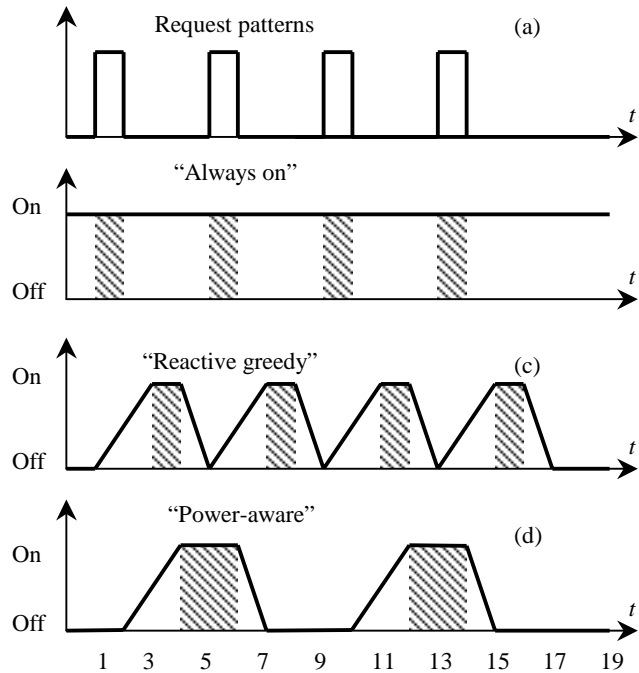 Request patterns (a)
t
"Always on"
On
t
Off
"Reactive greedy" (c)
On
t
Off
"Power-aware" (d)
On
t
Off
1 3 5 7 9 11 13 15 17 19